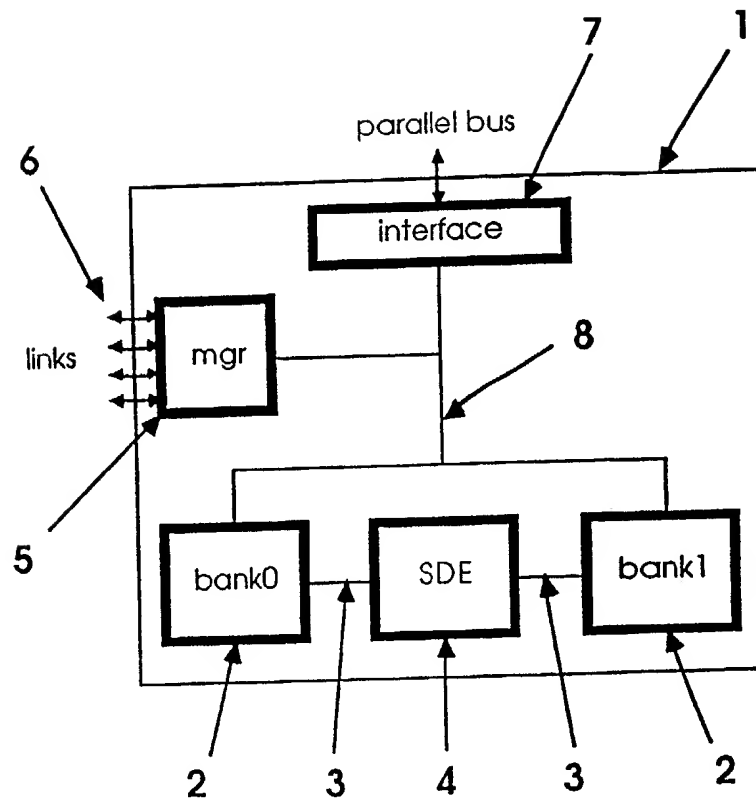 1
7
parallel bus
6
interface
links
mgr
8
5
bank0
SDE
bank1
2
3
4
3
2